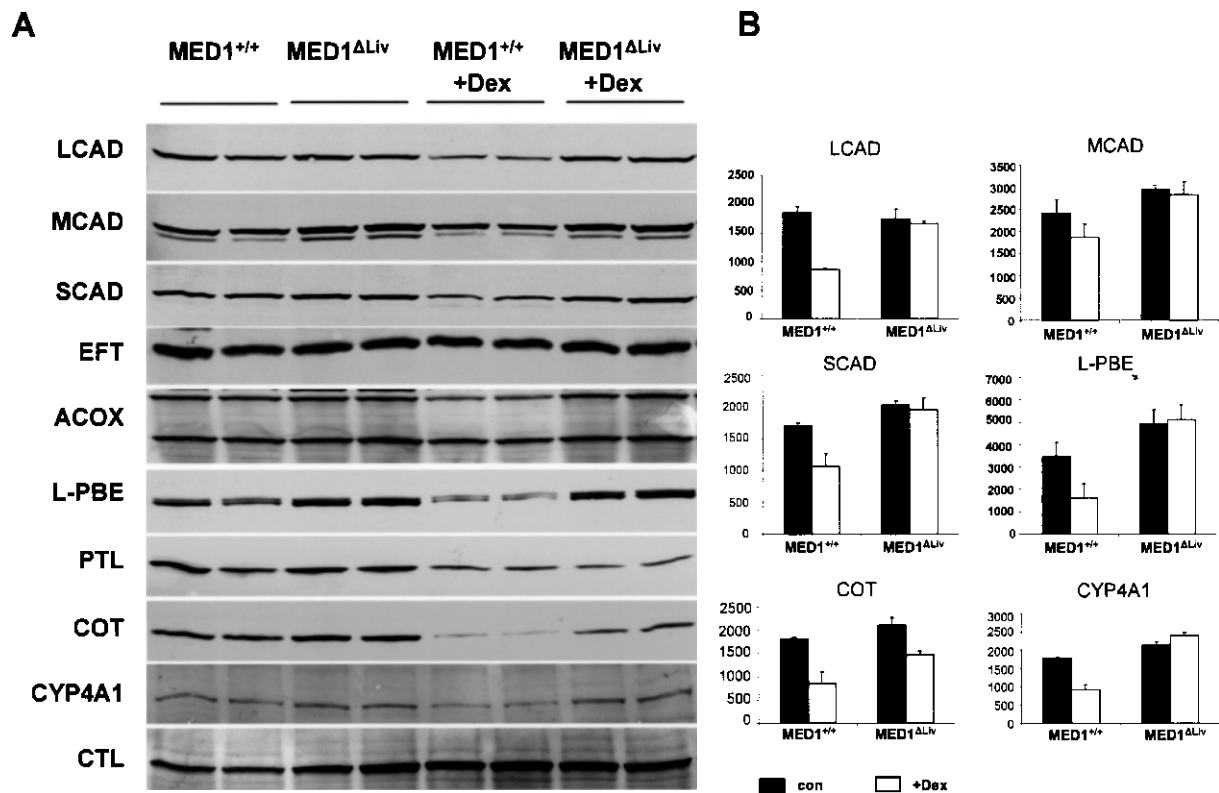 A
MED1+/+ MED1ΔLiv MED1+/+ +Dex MED1ΔLiv +Dex
LCAD
MCAD
SCAD
EFT
ACOX
L-PBE
PTL
COT
CYP4A1
CTL
B
LCAD
2500
2000
1500
1000
500
0
MED1+/+ MED1ΔLiv
MCAD
3500
3000
2500
2000
1500
1000
500
0
MED1+/+ MED1ΔLiv
SCAD
2500
2000
1500
1000
500
0
MED1+/+ MED1ΔLiv
L-PBE
7000
6000
5000
4000
3000
2000
1000
0
MED1+/+ MED1ΔLiv
COT
2500
2000
1500
1000
500
0
MED1+/+ MED1ΔLiv
CYP4A1
3000
2500
2000
1500
1000
500
0
MED1+/+ MED1ΔLiv
con +Dex